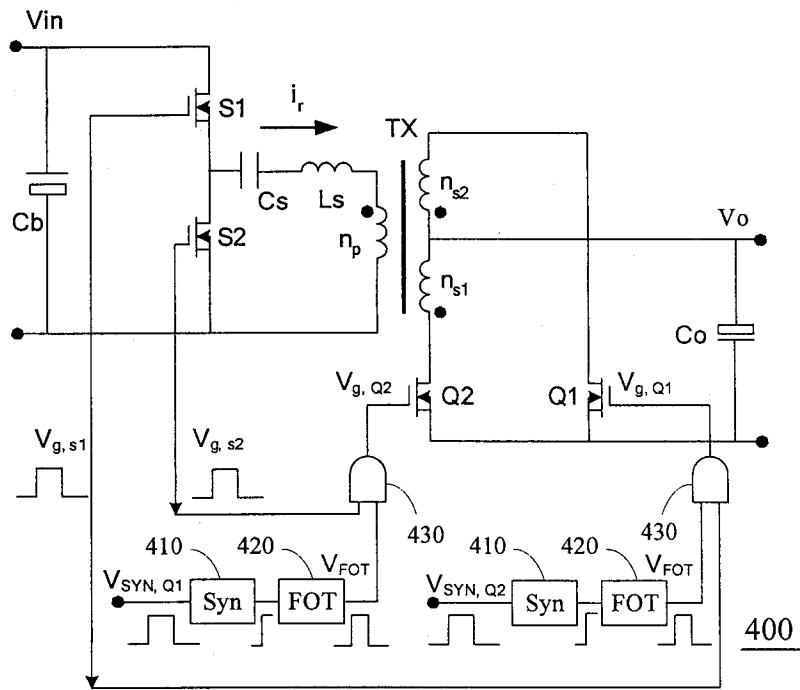 Vin
S1
i_r
TX
n_s2
Cs
Ls
Cb
S2
n_p
Vo
n_s1
Co
V_g, Q2
Q2
Q1
V_g, Q1
V_g, s1
V_g, s2
430
430
410
420
V_FOT
410
420
V_FOT
V_SYN, Q1
Syn
FOT
V_SYN, Q2
Syn
FOT
400